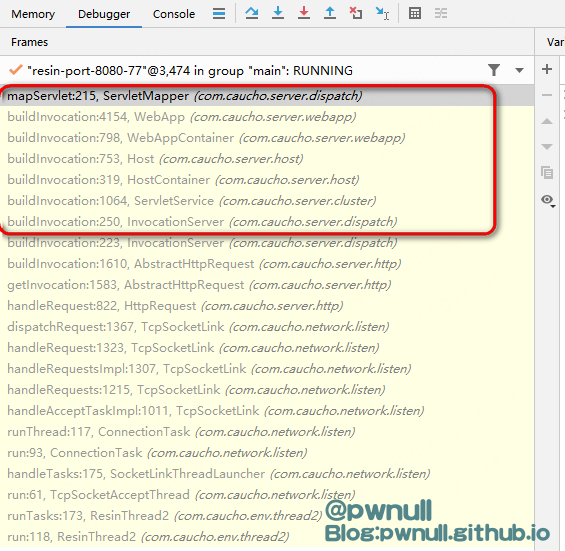 Memory Debugger Console
Frames Var
"resin-port-8080-77"@3,474 in group "main": RUNNING
mapServlet:215, ServletMapper (com.caucho.server.dispatch)
buildInvocation:4154, WebApp (com.caucho.server.webapp)
buildInvocation:798, WebAppContainer (com.caucho.server.webapp)
buildInvocation:753, Host (com.caucho.server.host)
buildInvocation:319, HostContainer (com.caucho.server.host)
buildInvocation:1064, ServletService (com.caucho.server.cluster)
buildInvocation:250, InvocationServer (com.caucho.server.dispatch)
buildInvocation:223, InvocationServer (com.caucho.server.dispatch)
buildInvocation:1610, AbstractHttpRequest (com.caucho.server.http)
getInvocation:1583, AbstractHttpRequest (com.caucho.server.http)
handleRequest:822, HttpRequest (com.caucho.server.http)
dispatchRequest:1367, TcpSocketLink (com.caucho.network.listen)
handleRequest:1323, TcpSocketLink (com.caucho.network.listen)
handleRequestsImpl:1307, TcpSocketLink (com.caucho.network.listen)
handleRequests:1215, TcpSocketLink (com.caucho.network.listen)
handleAcceptTaskImpl:1011, TcpSocketLink (com.caucho.network.listen)
runThread:117, ConnectionTask (com.caucho.network.listen)
run:93, ConnectionTask (com.caucho.network.listen)
handleTasks:175, SocketLinkThreadLauncher (com.caucho.network.listen)
run:61, TcpSocketAcceptThread (com.caucho.network.listen)
runTasks:173, ResinThread2 (com.caucho.env.thread2)
run:118, ResinThread2 (com.caucho.env.thread2)
@pwnull
Blog:pwnull.github.io